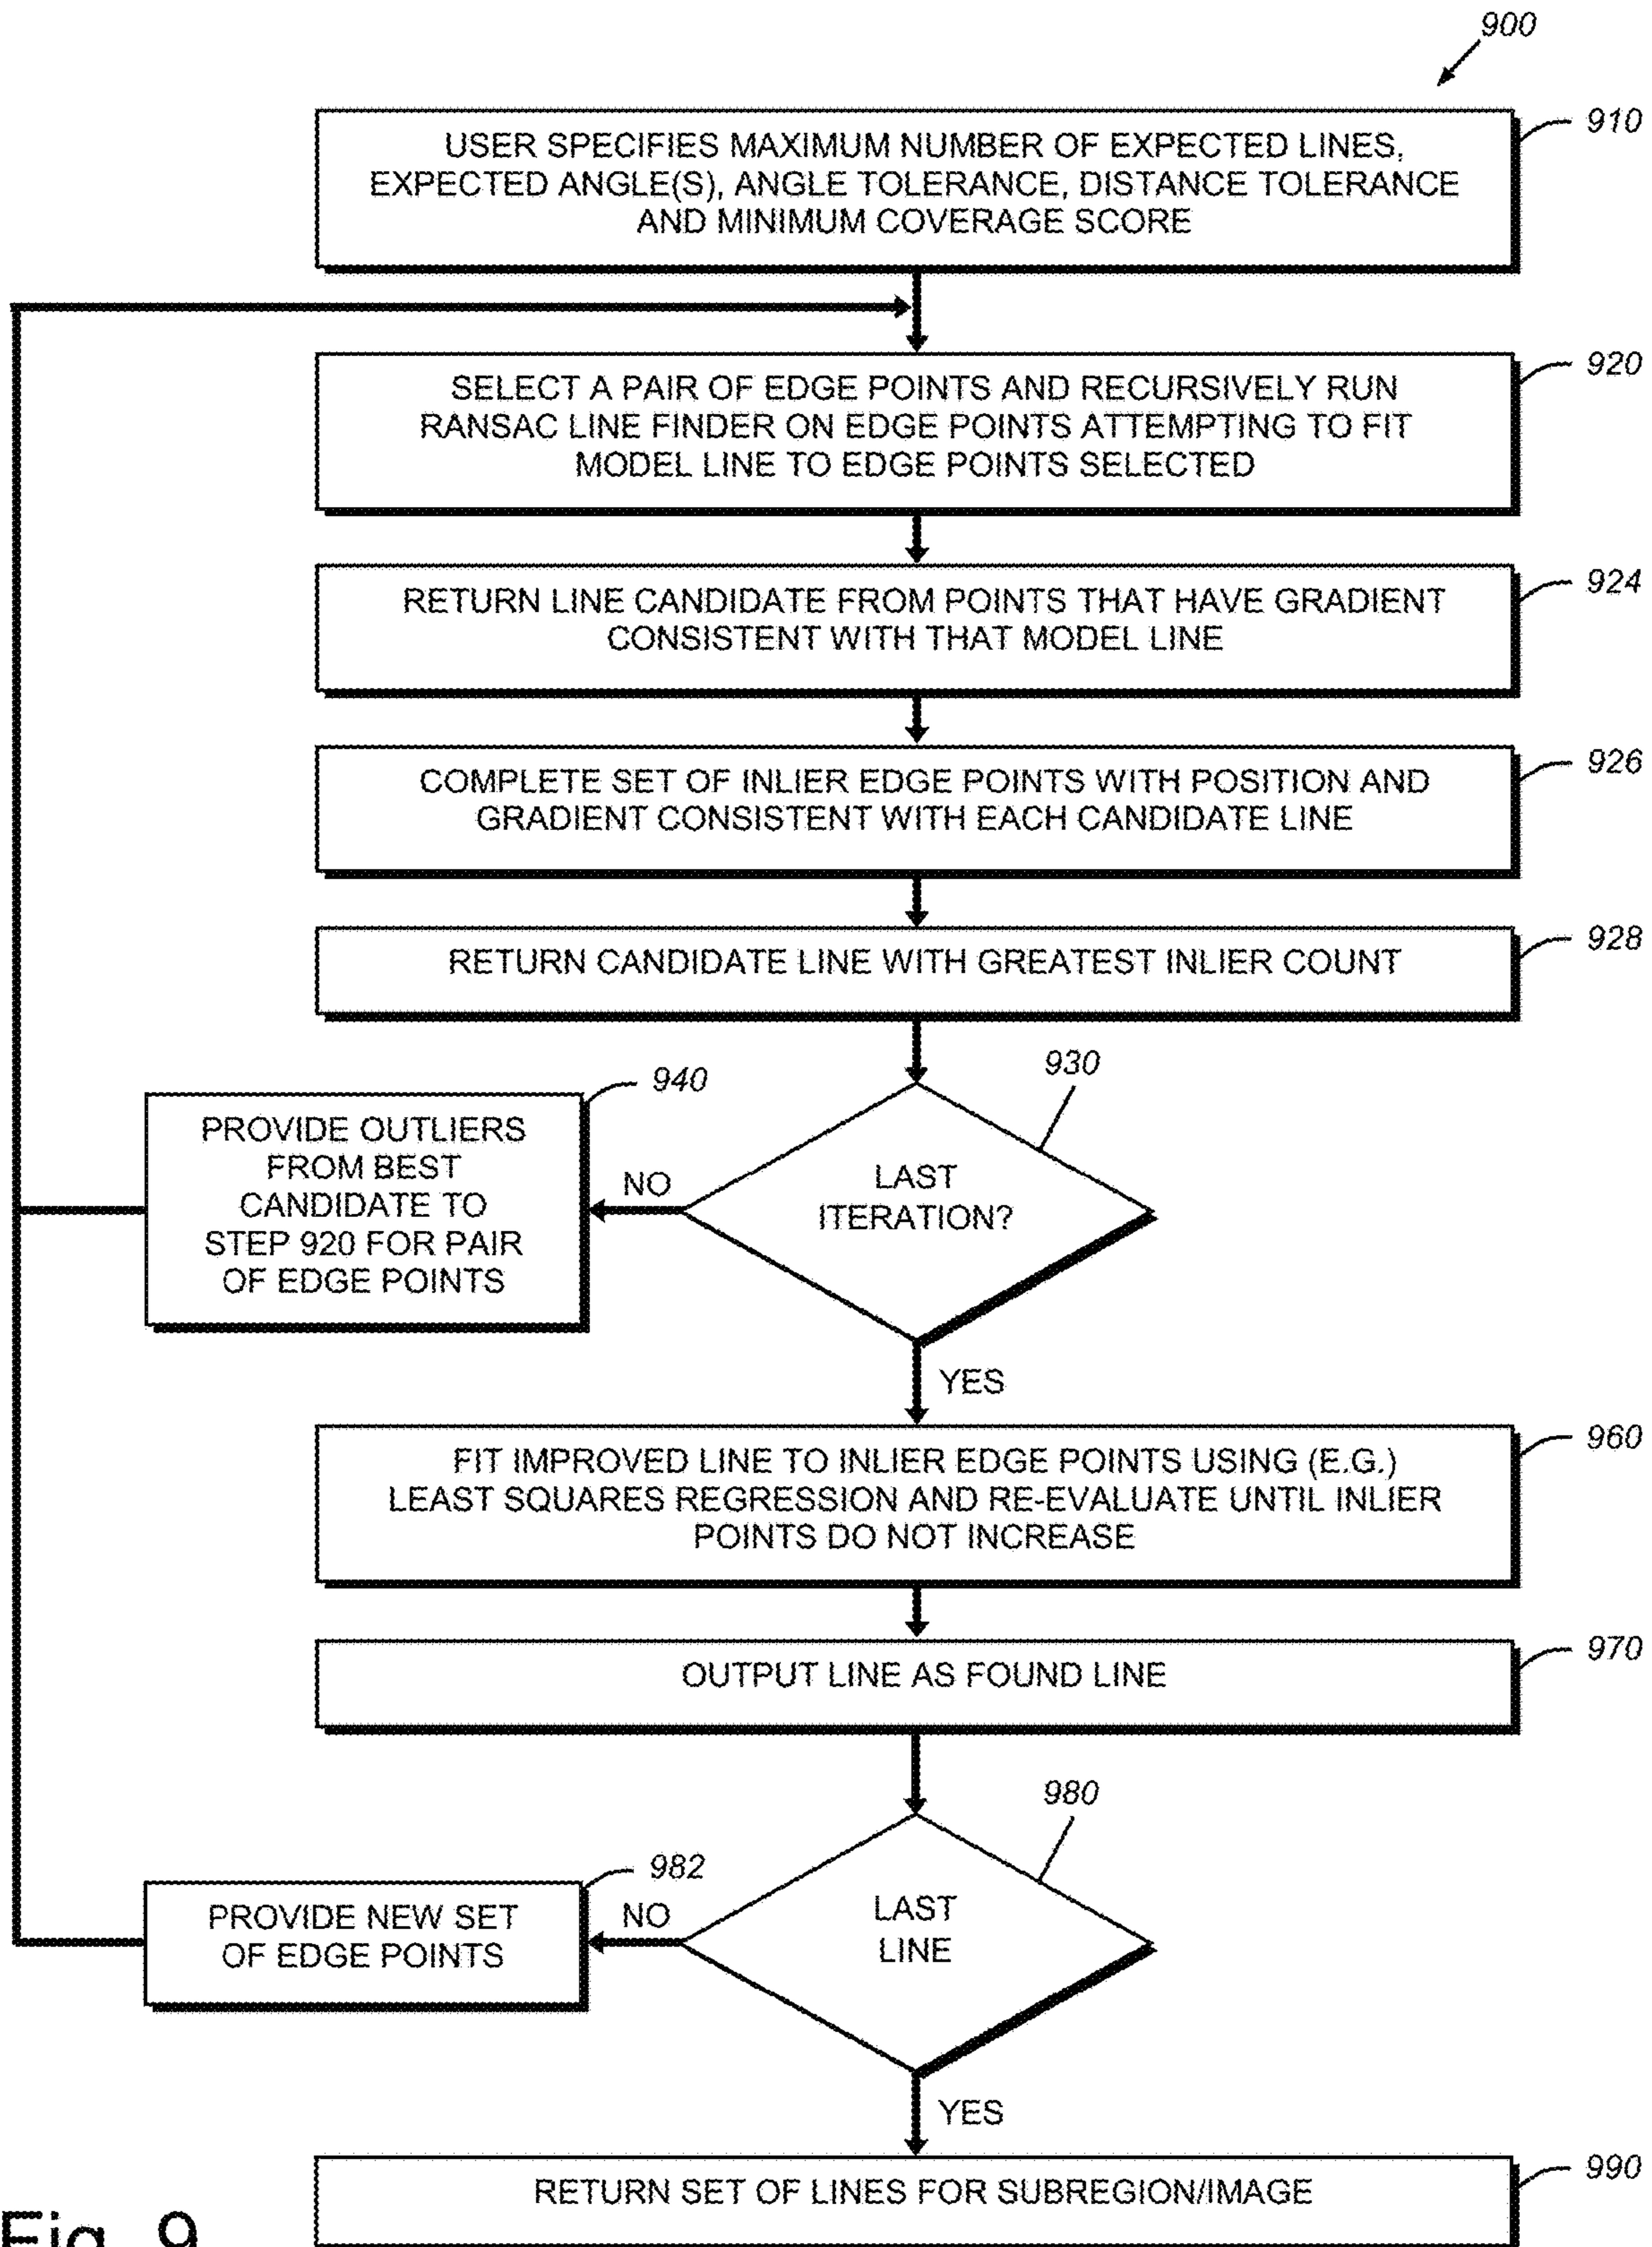 900
910
USER SPECIFIES MAXIMUM NUMBER OF EXPECTED LINES,
EXPECTED ANGLE(S), ANGLE TOLERANCE, DISTANCE TOLERANCE
AND MINIMUM COVERAGE SCORE
920
SELECT A PAIR OF EDGE POINTS AND RECURSIVELY RUN
RANSAC LINE FINDER ON EDGE POINTS ATTEMPTING TO FIT
MODEL LINE TO EDGE POINTS SELECTED
924
RETURN LINE CANDIDATE FROM POINTS THAT HAVE GRADIENT
CONSISTENT WITH THAT MODEL LINE
926
COMPLETE SET OF INLIER EDGE POINTS WITH POSITION AND
GRADIENT CONSISTENT WITH EACH CANDIDATE LINE
928
RETURN CANDIDATE LINE WITH GREATEST INLIER COUNT
930
LAST
ITERATION?
NO
940
PROVIDE OUTLIERS
FROM BEST
CANDIDATE TO
STEP 920 FOR PAIR
OF EDGE POINTS
YES
960
FIT IMPROVED LINE TO INLIER EDGE POINTS USING (E.G.)
LEAST SQUARES REGRESSION AND RE-EVALUATE UNTIL INLIER
POINTS DO NOT INCREASE
970
OUTPUT LINE AS FOUND LINE
980
LAST
LINE
NO
982
PROVIDE NEW SET
OF EDGE POINTS
YES
990
RETURN SET OF LINES FOR SUBREGION/IMAGE
Fig. 9